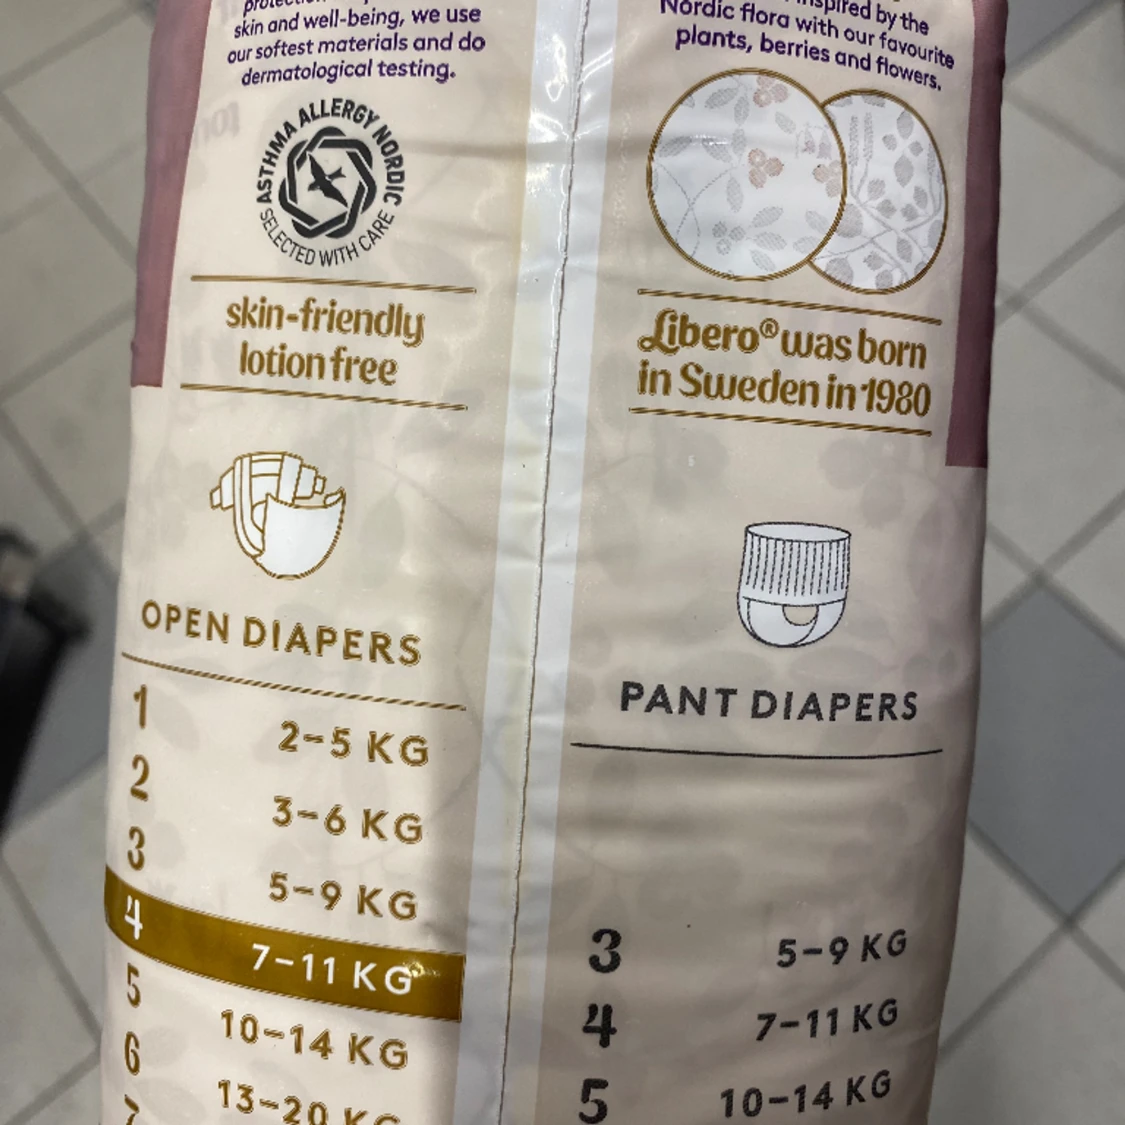 skin and well-being, we use
our softest materials and do
dermatological testing.
ASTHMA ALLERGY NORDIC
SELECTED WITH CARE
skin-friendly
lotion free
OPEN DIAPERS
1 2-5 KG
2 3-6 KG
3 5-9 KG
4 7-11 KG
5 10-14 KG
6 13-20 KG
7
inspired by the
Nordic flora with our favourite
plants, berries and flowers.
Libero® was born
in Sweden in 1980
PANT DIAPERS
3 5-9 KG
4 7-11 KG
5 10-14 KG